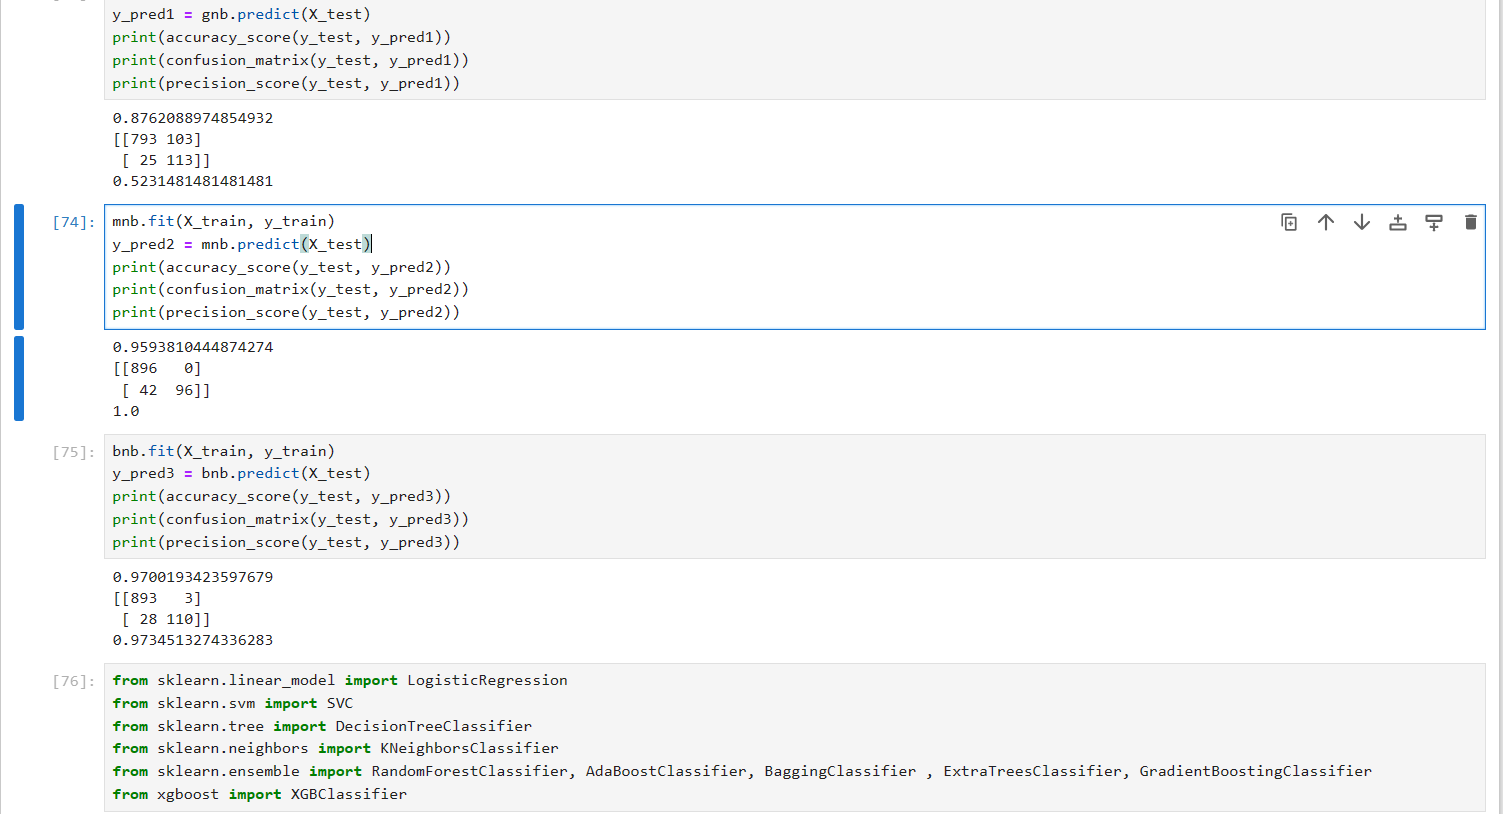 y_pred1 = gnb.predict(X_test)
print(accuracy_score(y_test, y_pred1))
print(confusion_matrix(y_test, y_pred1))
print(precision_score(y_test, y_pred1))
0.8762088974854932
[[793 103]
 [ 25 113]]
0.5231481481481481
[74]:
mnb.fit(X_train, y_train)
y_pred2 = mnb.predict(X_test)
print(accuracy_score(y_test, y_pred2))
print(confusion_matrix(y_test, y_pred2))
print(precision_score(y_test, y_pred2))
0.9593810444874274
[[896   0]
 [ 42  96]]
1.0
[75]:
bnb.fit(X_train, y_train)
y_pred3 = bnb.predict(X_test)
print(accuracy_score(y_test, y_pred3))
print(confusion_matrix(y_test, y_pred3))
print(precision_score(y_test, y_pred3))
0.9700193423597679
[[893   3]
 [ 28 110]]
0.9734513274336283
[76]:
from sklearn.linear_model import LogisticRegression
from sklearn.svm import SVC
from sklearn.tree import DecisionTreeClassifier
from sklearn.neighbors import KNeighborsClassifier
from sklearn.ensemble import RandomForestClassifier, AdaBoostClassifier, BaggingClassifier , ExtraTreesClassifier, GradientBoostingClassifier
from xgboost import XGBClassifier